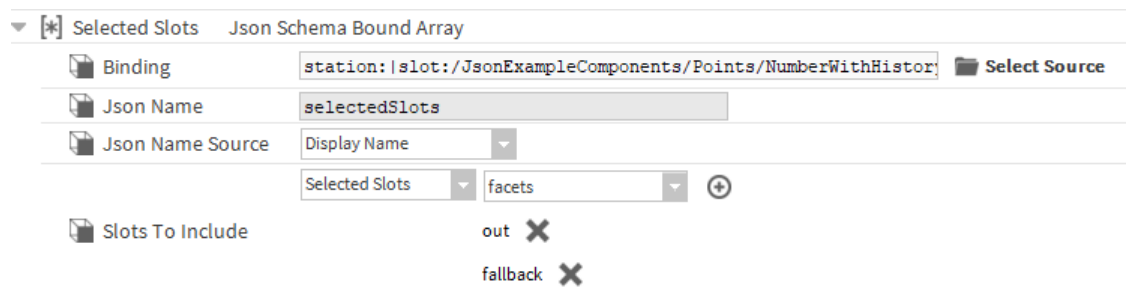 Selected Slots Json Schema Bound Array
Binding station:|slot:/JsonExampleComponents/Points/NumberWithHistory Select Source
Json Name selectedSlots
Json Name Source Display Name
Selected Slots facets
Slots To Include out
fallback